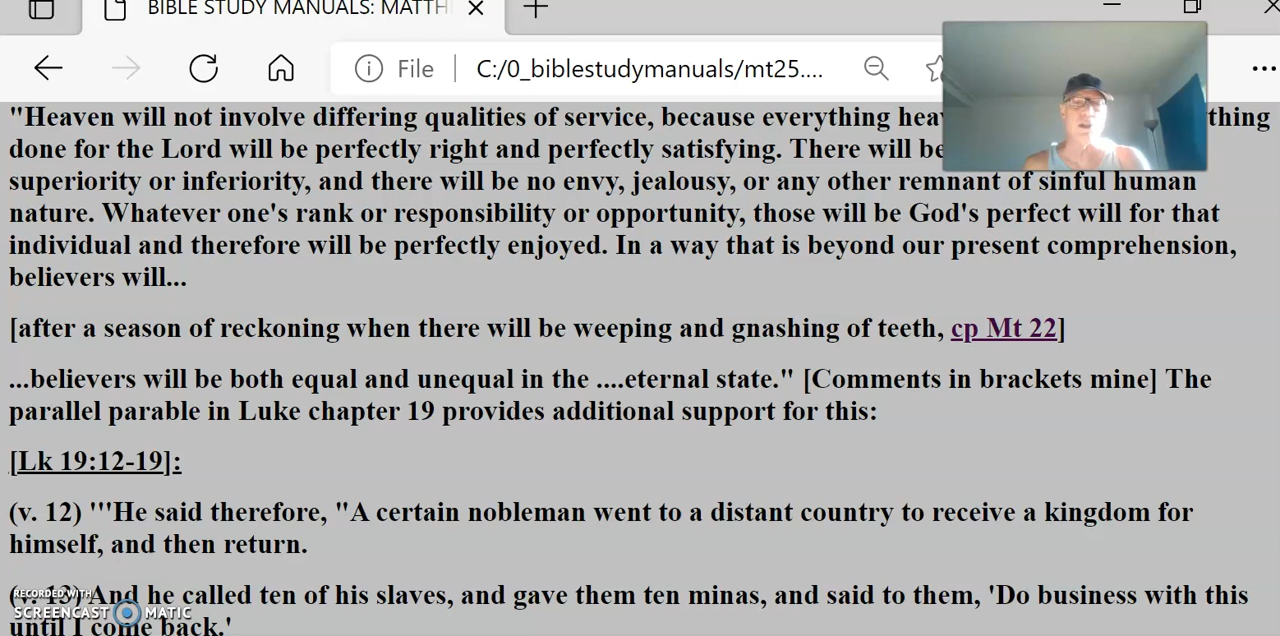 BIBLE STUDY MANUALS: MATTH
File
C:/0_biblestudymanuals/mt25....
"Heaven will not involve differing qualities of service, because everything thing
done for the Lord will be perfectly right and perfectly satisfying. There will be
superiority or inferiority, and there will be no envy, jealousy, or any other remnant of sinful human
nature. Whatever one's rank or responsibility or opportunity, those will be God's perfect will for that
individual and therefore will be perfectly enjoyed. In a way that is beyond our present comprehension,
believers will...
[after a season of reckoning when there will be weeping and gnashing of teeth, cp Mt 22]
...believers will be both equal and unequal in the ....eternal state." [Comments in brackets mine] The
parallel parable in Luke chapter 19 provides additional support for this:
[Lk 19:12-19]:
(v. 12) '"He said therefore, "A certain nobleman went to a distant country to receive a kingdom for
himself, and then return.
(v. 13) And he called ten of his slaves, and gave them ten minas, and said to them, 'Do business with this
until I come back.'
RECORDED WITH
SCREENCAST MATIC